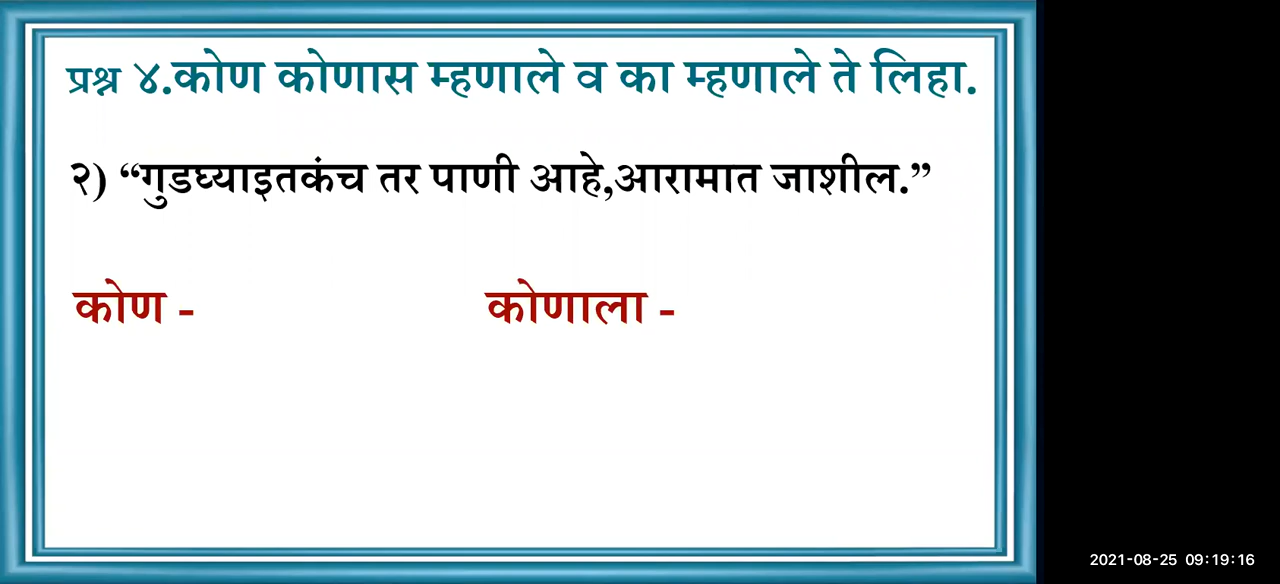 प्रश्न ४.कोण कोणास म्हणाले व का म्हणाले ते लिहा.
२) “गुडघ्याइतकंच तर पाणी आहे,आरामात जाशील.”
कोण - कोणाला -
2021-08-25 09:19:16